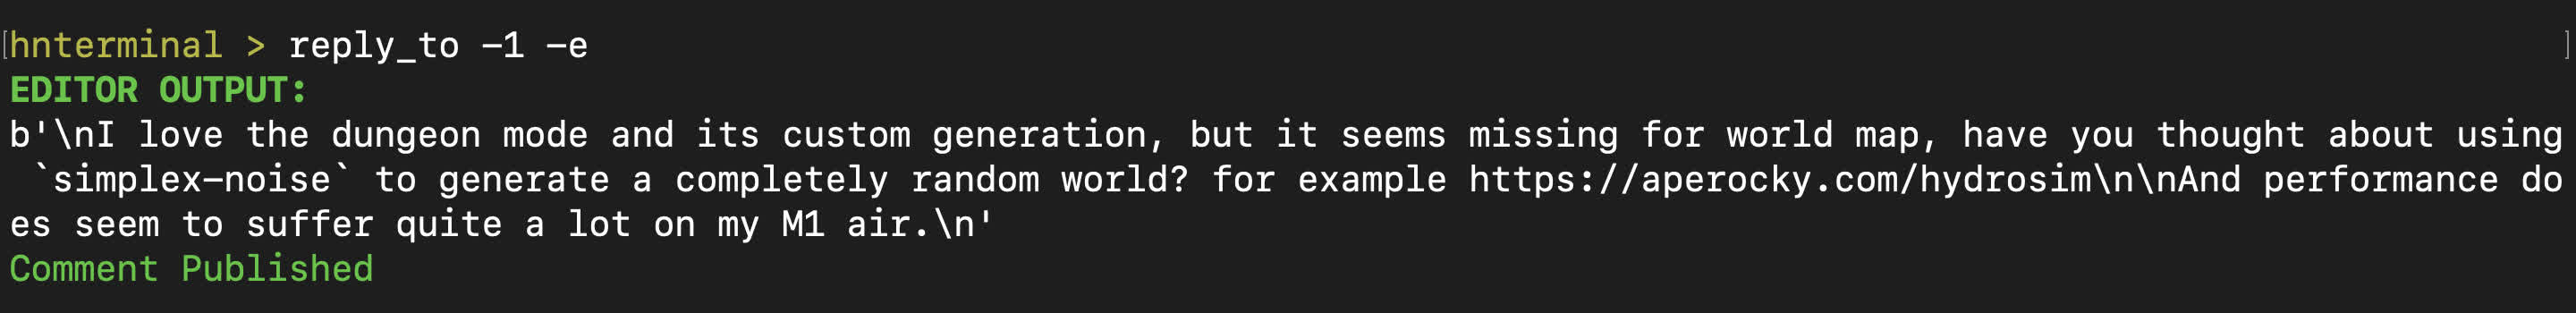 [hnterminal > reply_to -1 -e ]
EDITOR OUTPUT:
b'\nI love the dungeon mode and its custom generation, but it seems missing for world map, have you thought about using
 `simplex-noise` to generate a completely random world? for example https://aperocky.com/hydrosim\n\nAnd performance do
es seem to suffer quite a lot on my M1 air.\n'
Comment Published